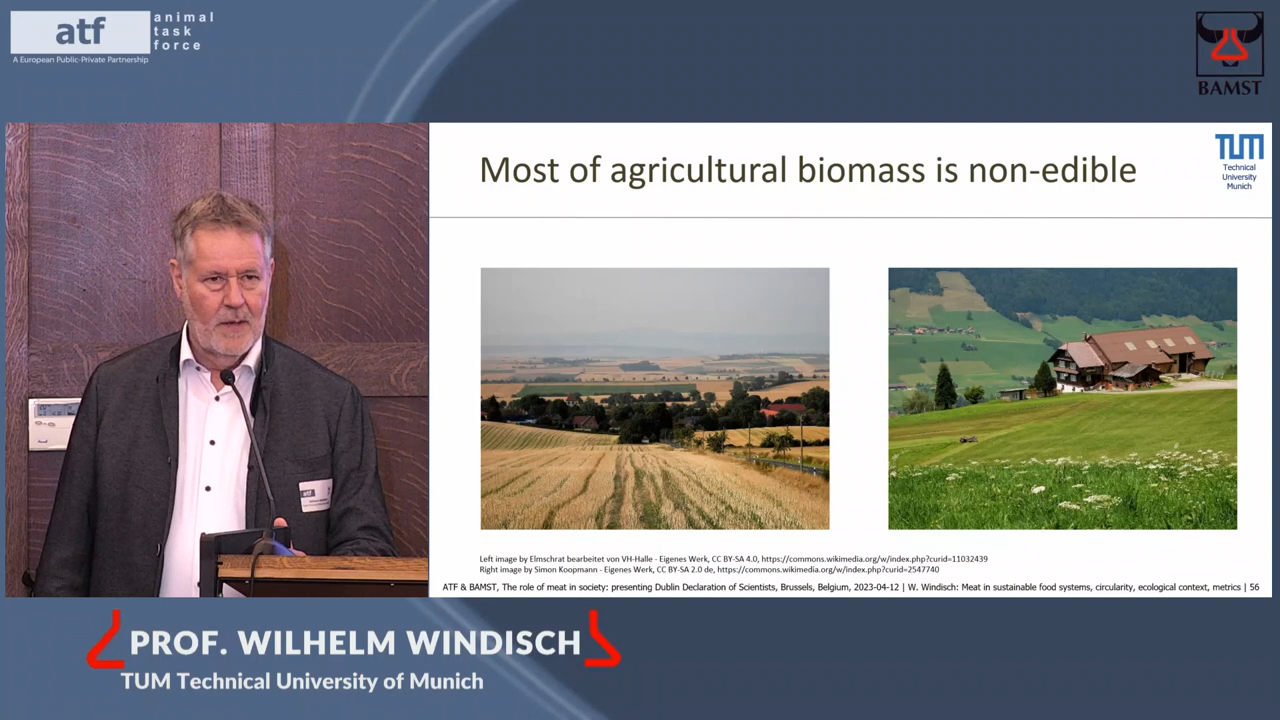 atf
animal
task
force
A European Public-Private Partnership
BAMST
Most of agricultural biomass is non-edible
TUM
Technical
University
Munich
atf
Left image by Elmschrat bearbeitet von VH-Halle - Eigenes Werk, CC BY-SA 4.0, https://commons.wikimedia.org/w/index.php?curid=11032439
Right image by Simon Koopmann - Eigenes Werk, CC BY-SA 2.0 de, https://commons.wikimedia.org/w/index.php?curid=2547740
ATF & BAMST, The role of meat in society: presenting Dublin Declaration of Scientists, Brussels, Belgium, 2023-04-12 | W. Windisch: Meat in sustainable food systems, circularity, ecological context, metrics | 56
PROF. WILHELM WINDISCH
TUM Technical University of Munich